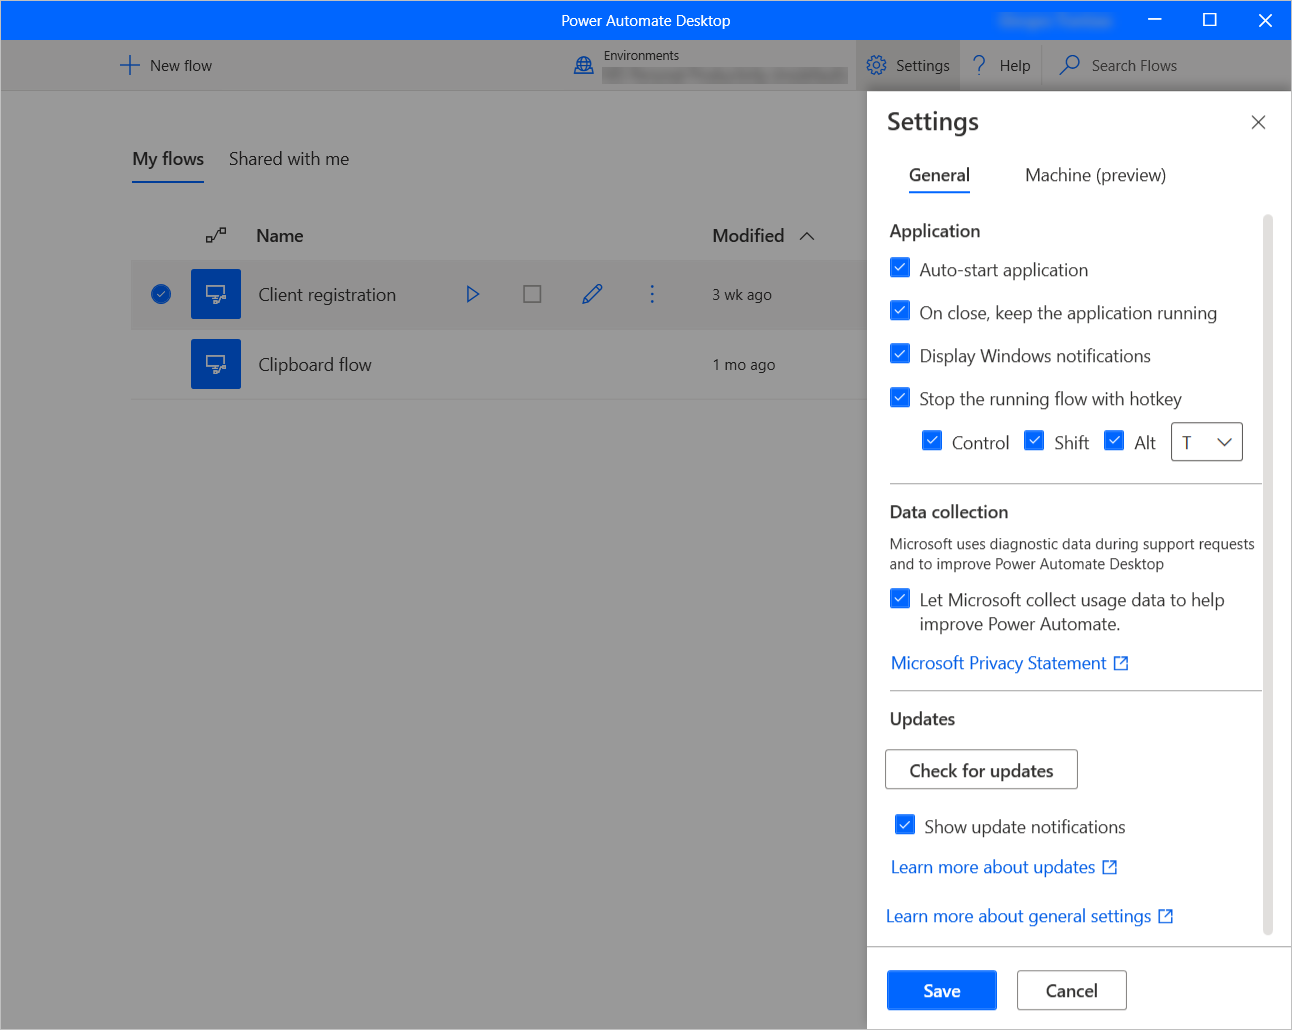 Power Automate Desktop
New flow
Environments
Settings
Help
Search Flows
My flows
Shared with me
Name
Modified
Client registration
3 wk ago
Clipboard flow
1 mo ago
Settings
General
Machine (preview)
Application
Auto-start application
On close, keep the application running
Display Windows notifications
Stop the running flow with hotkey
Control
Shift
Alt
T
Data collection
Microsoft uses diagnostic data during support requests
and to improve Power Automate Desktop
Let Microsoft collect usage data to help
improve Power Automate.
Microsoft Privacy Statement
Updates
Check for updates
Show update notifications
Learn more about updates
Learn more about general settings
Save
Cancel